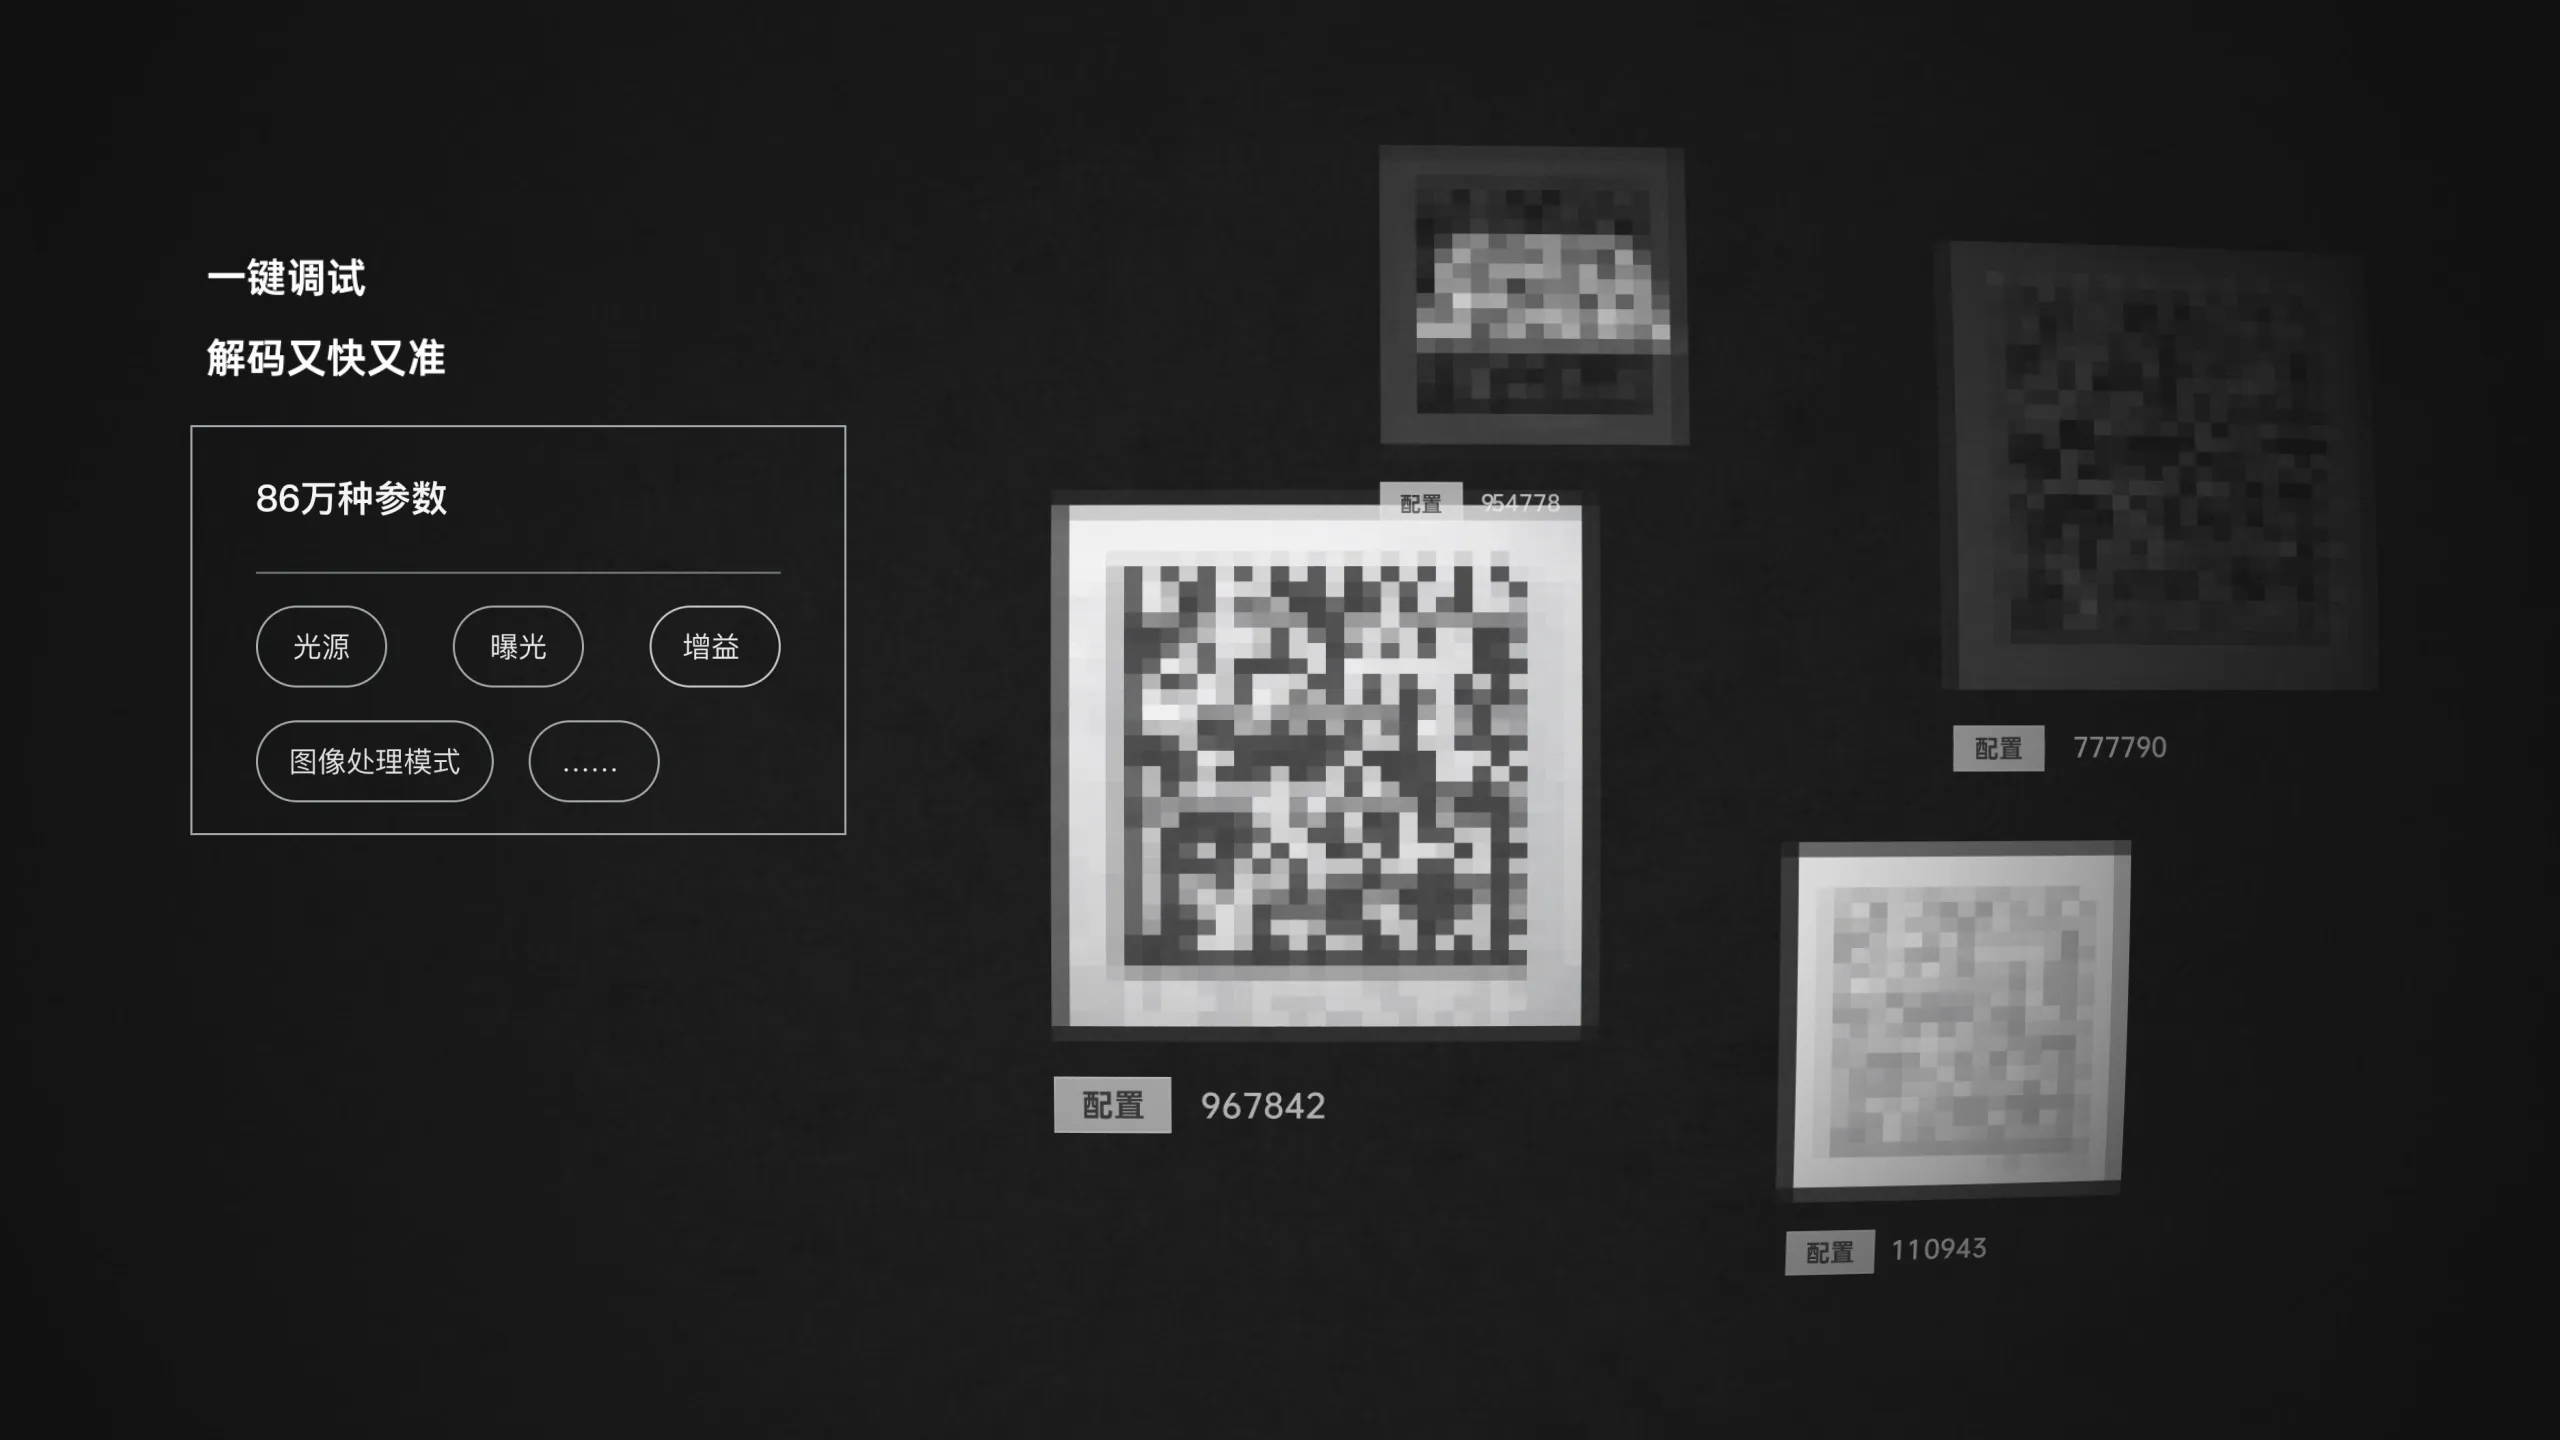 一键调试
解码又快又准
86万种参数
光源
曝光
增益
图像处理模式
......
配置 954778
配置 777790
配置 967842
配置 110943